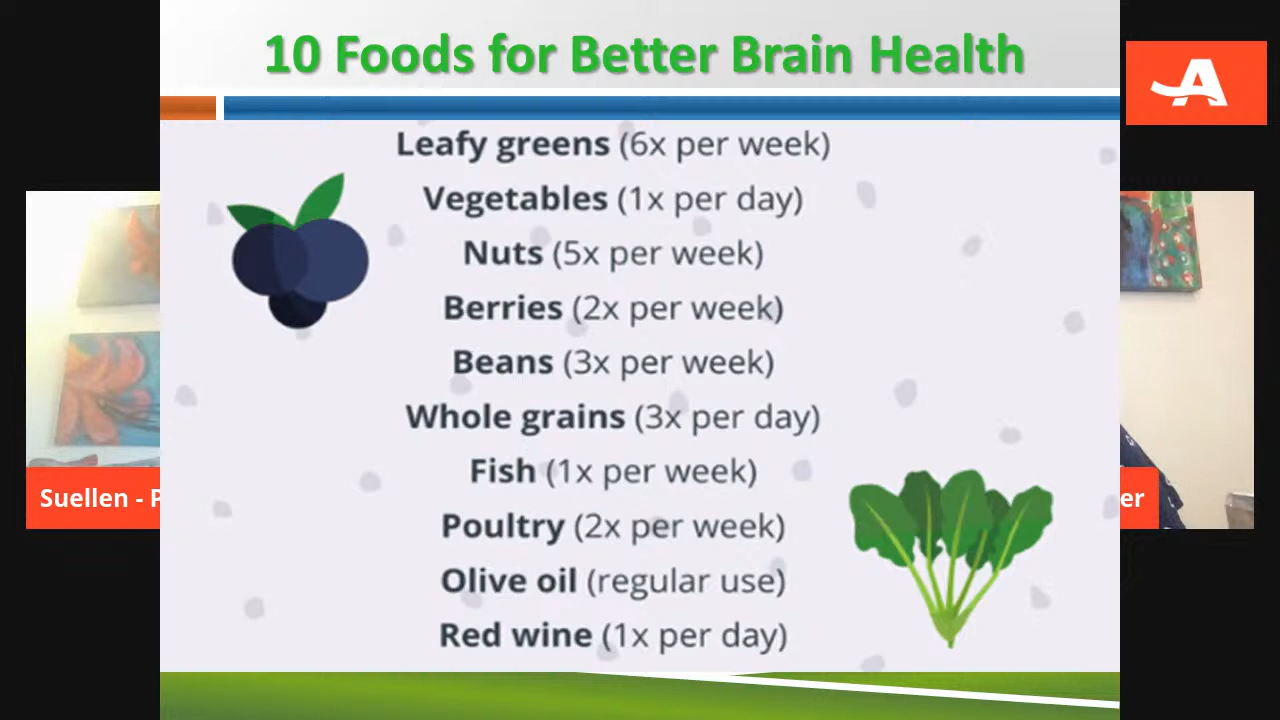 10 Foods for Better Brain Health
Leafy greens (6x per week)
Vegetables (1x per day)
Nuts (5x per week)
Berries (2x per week)
Beans (3x per week)
Whole grains (3x per day)
Fish (1x per week)
Poultry (2x per week)
Olive oil (regular use)
Red wine (1x per day)
A
Suellen - P
er